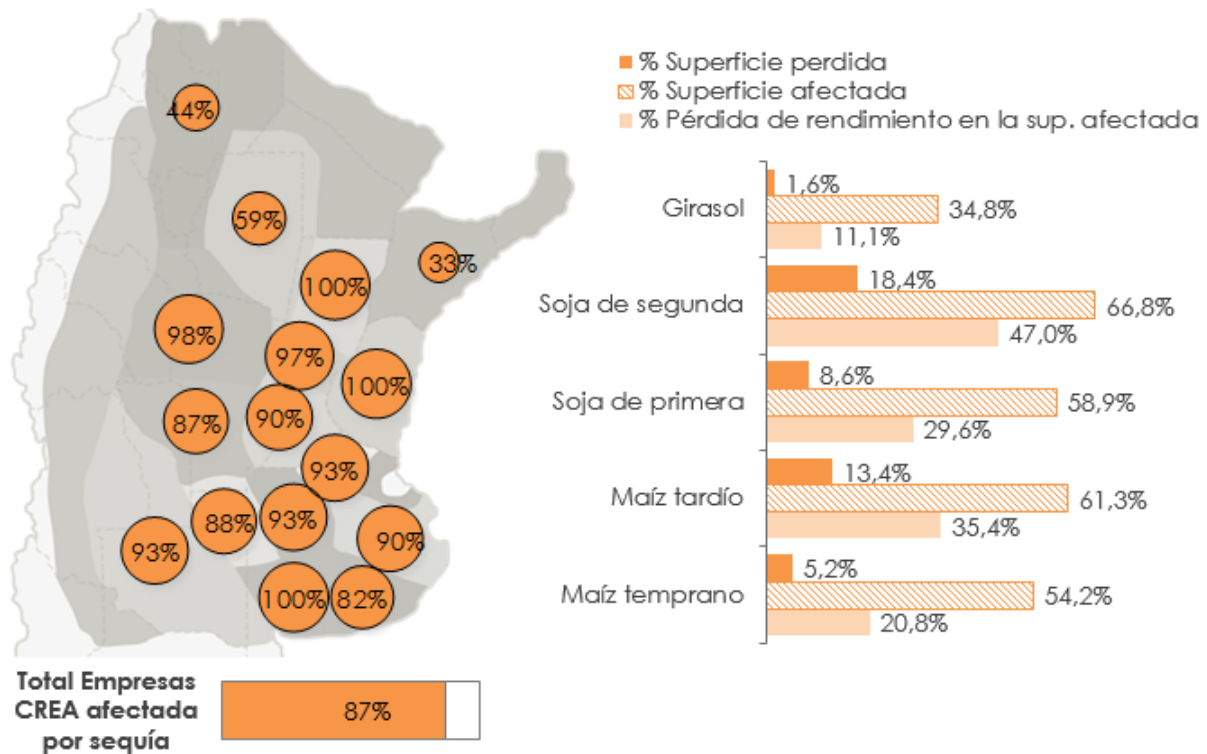 44%
59%
33%
100%
98%
97%
100%
87%
90%
93%
88%
93%
90%
93%
100%
82%
Total Empresas
CREA afectada
por sequía
87%
% Superficie perdida
% Superficie afectada
% Pérdida de rendimiento en la sup. afectada
Girasol
1,6%
34,8%
11,1%
Soja de segunda
18,4%
66,8%
47,0%
Soja de primera
8,6%
58,9%
29,6%
Maíz tardío
13,4%
61,3%
35,4%
Maíz temprano
5,2%
54,2%
20,8%